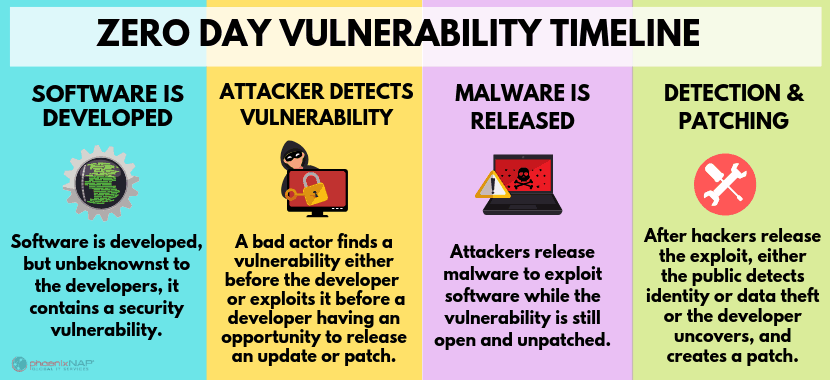 ZERO DAY VULNERABILITY TIMELINE
SOFTWARE IS
DEVELOPED
Software is developed,
but unbeknownst to
the developers, it
contains a security
vulnerability.
ATTACKER DETECTS
VULNERABILITY
A bad actor finds a
vulnerability either
before the developer
or exploits it before a
developer having an
opportunity to release
an update or patch.
MALWARE IS
RELEASED
Attackers release
malware to exploit
software while the
vulnerability is still
open and unpatched.
DETECTION &
PATCHING
After hackers release
the exploit, either
the public detects
identity or data theft
or the developer
uncovers, and
creates a patch.
phoenixNAP